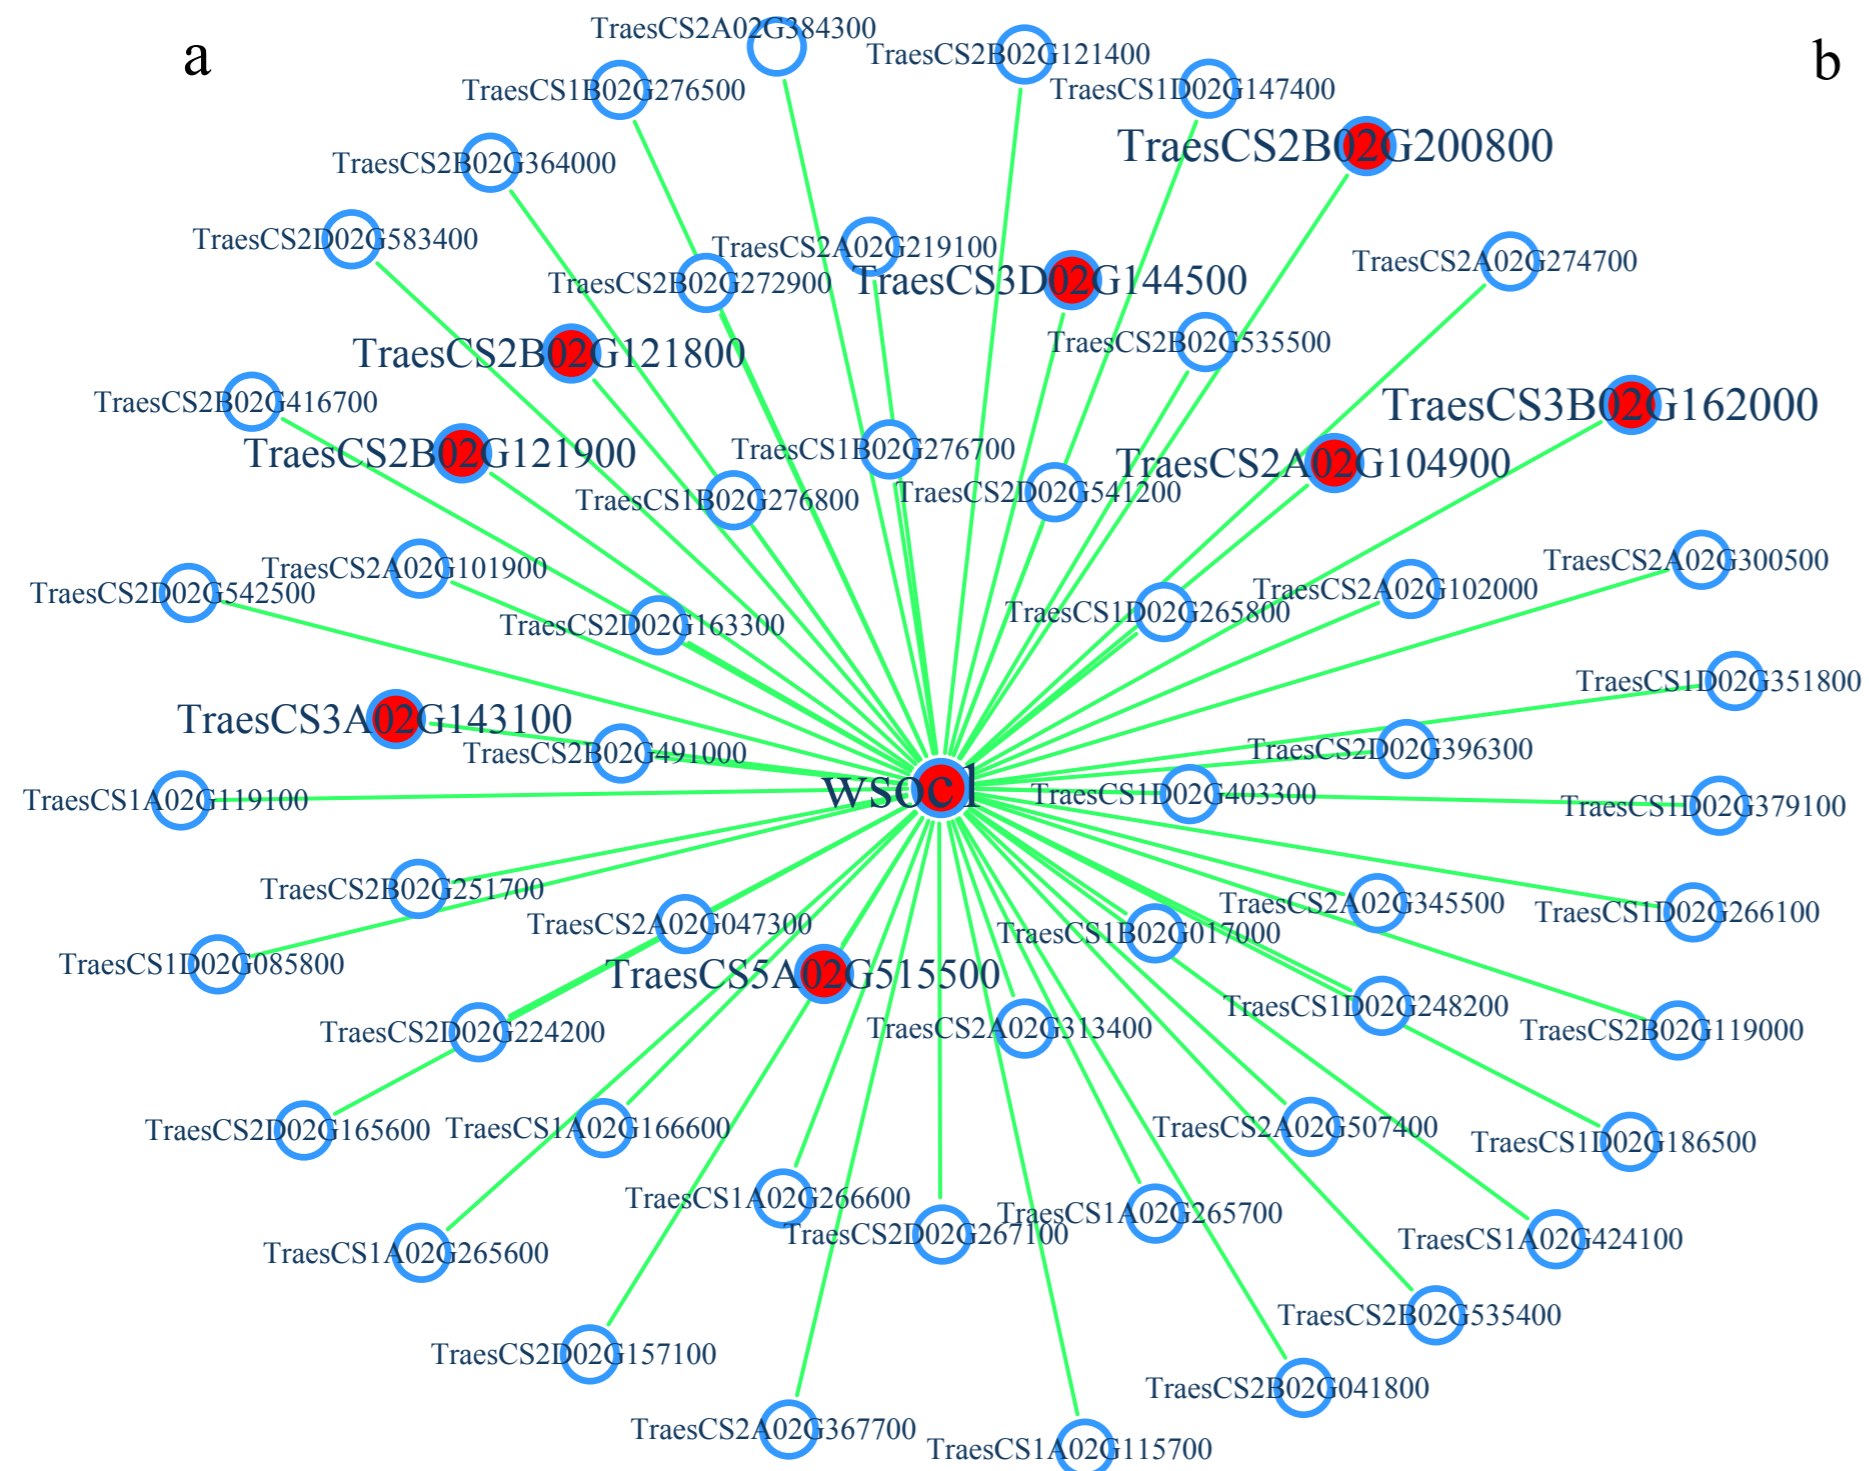 TraesCS2A02G384300
a
TraesCS2B02G121400
b
TraesCS1B02G276500
TraesCS1D02G147400
TraesCS2B02G200800
TraesCS2B02G364000
TraesCS2D02G583400
TraesCS2A02G219100
TraesCS2A02G274700
TraesCS2B02G272900
TraesCS3D02G144500
TraesCS2B02G535500
TraesCS2B02G121800
TraesCS2B02G416700
TraesCS3B02G162000
TraesCS2B02G121900
TraesCS1B02G276700
TraesCS2A02G104900
TraesCS1B02G276800
TraesCS2D02G541200
TraesCS2A02G300500
TraesCS2A02G101900
TraesCS2D02G542500
TraesCS2A02G102000
TraesCS1D02G265800
TraesCS2D02G163300
TraesCS1D02G351800
TraesCS3A02G143100
TraesCS2B02G491000
TraesCS2D02G396300
wsoc1
TraesCS1D02G403300
TraesCS1A02G119100
TraesCS1D02G379100
TraesCS2B02G251700
TraesCS2A02G345500
TraesCS1D02G266100
TraesCS2A02G047300
TraesCS1B02G017000
TraesCS1D02G085800
TraesCS5A02G515500
TraesCS1D02G248200
TraesCS2D02G224200
TraesCS2A02G313400
TraesCS2B02G119000
TraesCS2D02G165600
TraesCS1A02G166600
TraesCS2A02G507400
TraesCS1D02G186500
TraesCS1A02G266600
TraesCS1A02G265700
TraesCS2D02G267100
TraesCS1A02G424100
TraesCS1A02G265600
TraesCS2B02G535400
TraesCS2D02G157100
TraesCS2B02G041800
TraesCS2A02G367700
TraesCS1A02G115700